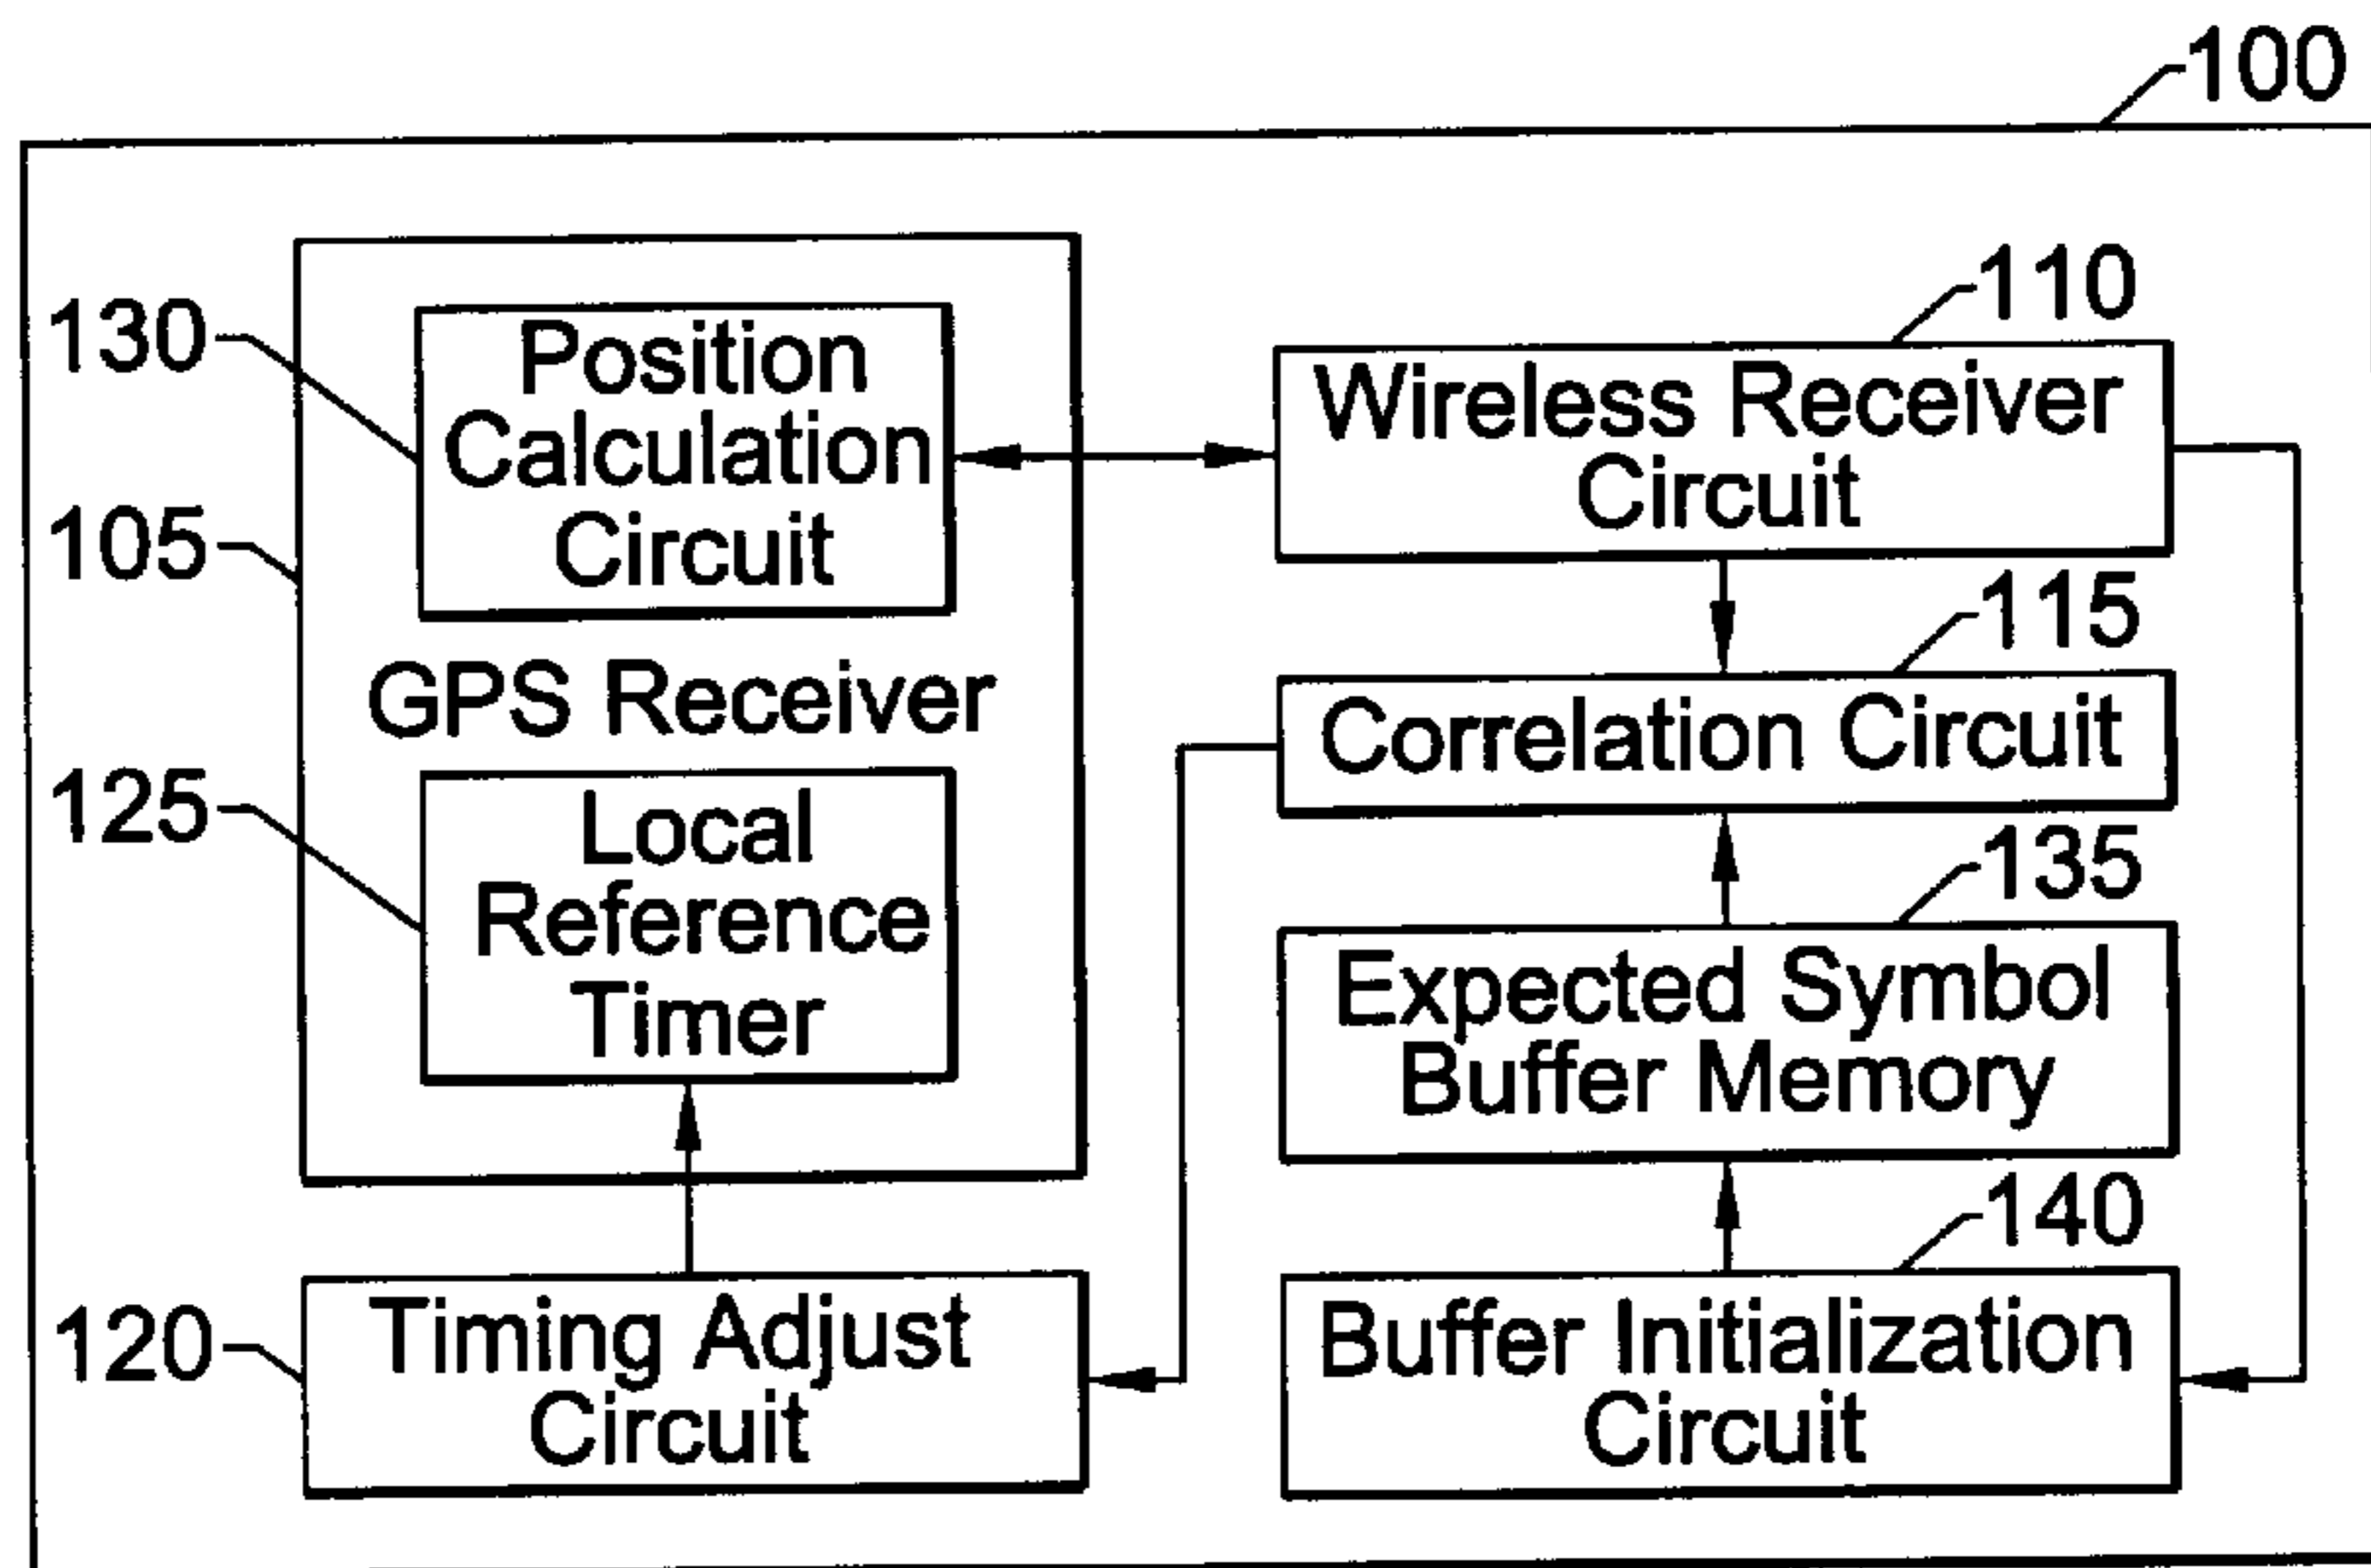 100
130
Position
Calculation
Circuit
105
GPS Receiver
125
Local
Reference
Timer
120
Timing Adjust
Circuit
110
Wireless Receiver
Circuit
115
Correlation Circuit
135
Expected Symbol
Buffer Memory
140
Buffer Initialization
Circuit